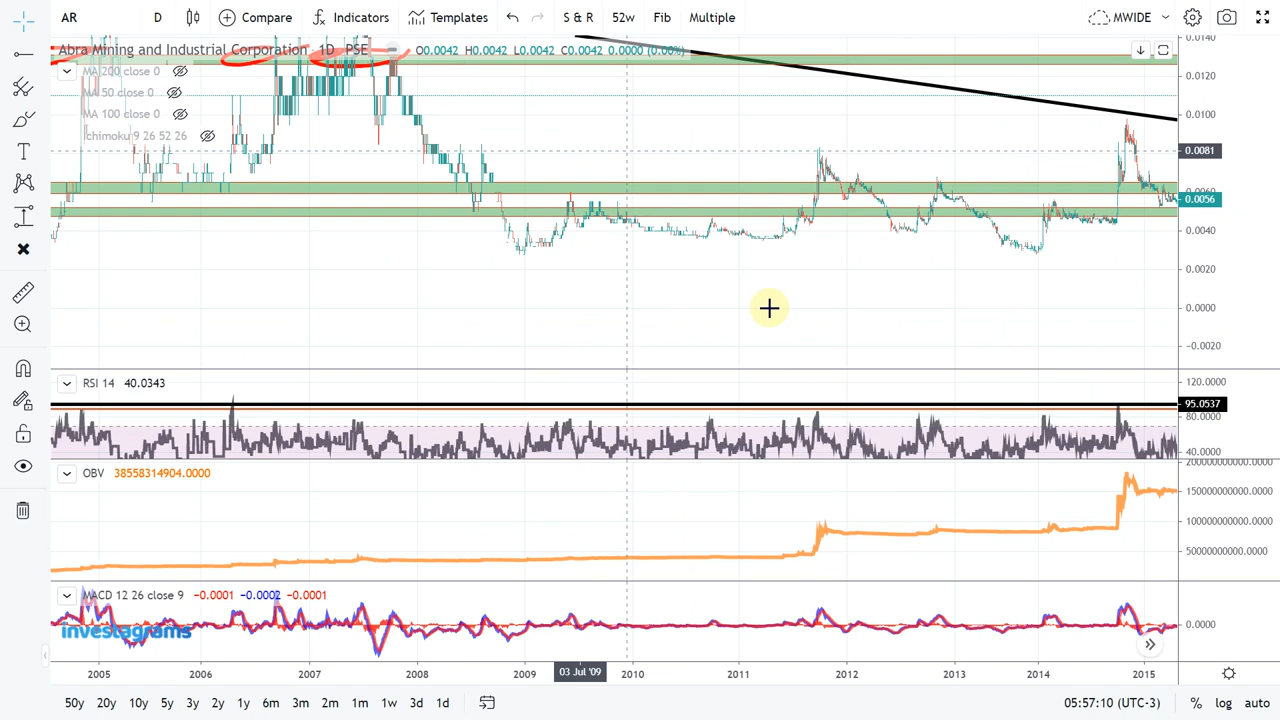 AR D Compare Indicators Templates S & R 52w Fib Multiple MWIDE
Abra Mining and Industrial Corporation 1D PSE O0.0042 H0.0042 L0.0042 C0.0042 0.0000 (0.00%)
MA 200 close 0
MA 50 close 0
MA 100 close 0
Ichimoku 9 26 52 26
0.0140
0.0120
0.0100
0.0081
0.0060
0.0056
0.0040
0.0020
0.0000
-0.0020
RSI 14 40.0343
120.0000
95.0537
80.0000
40.0000
OBV 38558314904.0000
20000000000.0000
15000000000.0000
10000000000.0000
5000000000.0000
MACD 12 26 close 9 -0.0001 -0.0002 -0.0001
0.0000
investagrams
2005 2006 2007 2008 2009 03 Jul '09 2010 2011 2012 2013 2014 2015
50y 20y 10y 5y 3y 2y 1y 6m 3m 2m 1m 1w 3d 1d 05:57:10 (UTC-3) % log auto